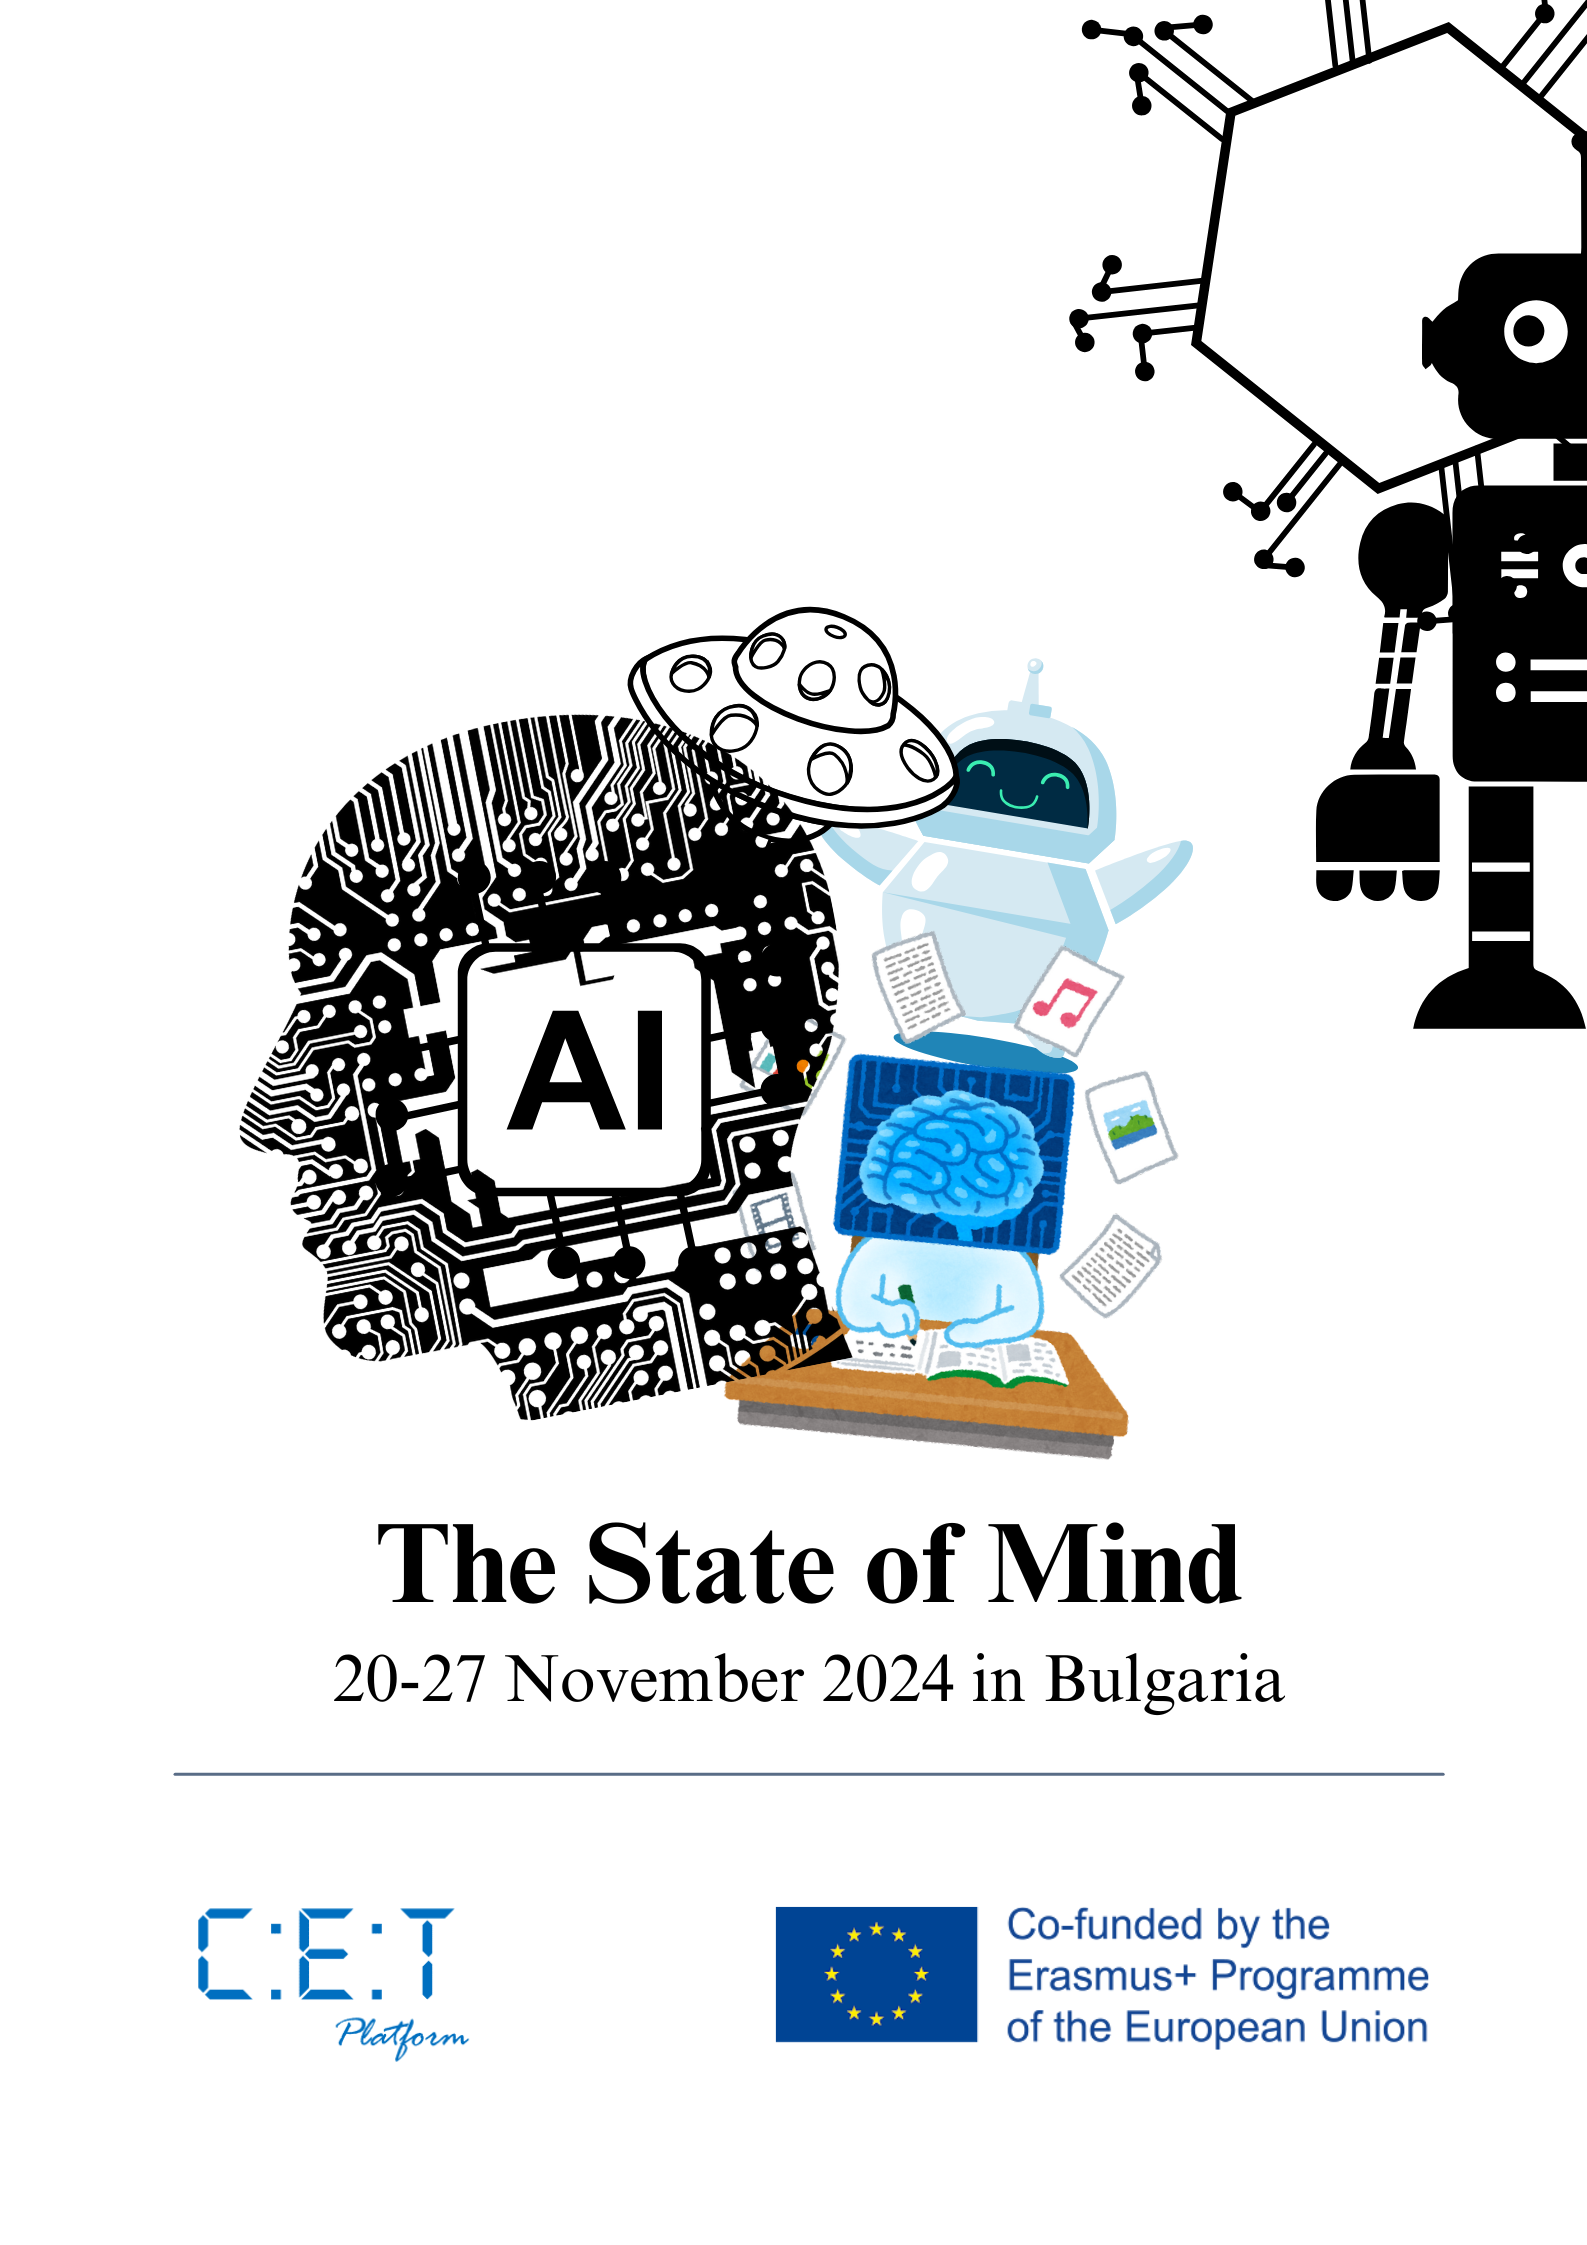 AI
The State of Mind
20-27 November 2024 in Bulgaria
C:E:T
Platform
Co-funded by the
Erasmus+ Programme
of the European Union